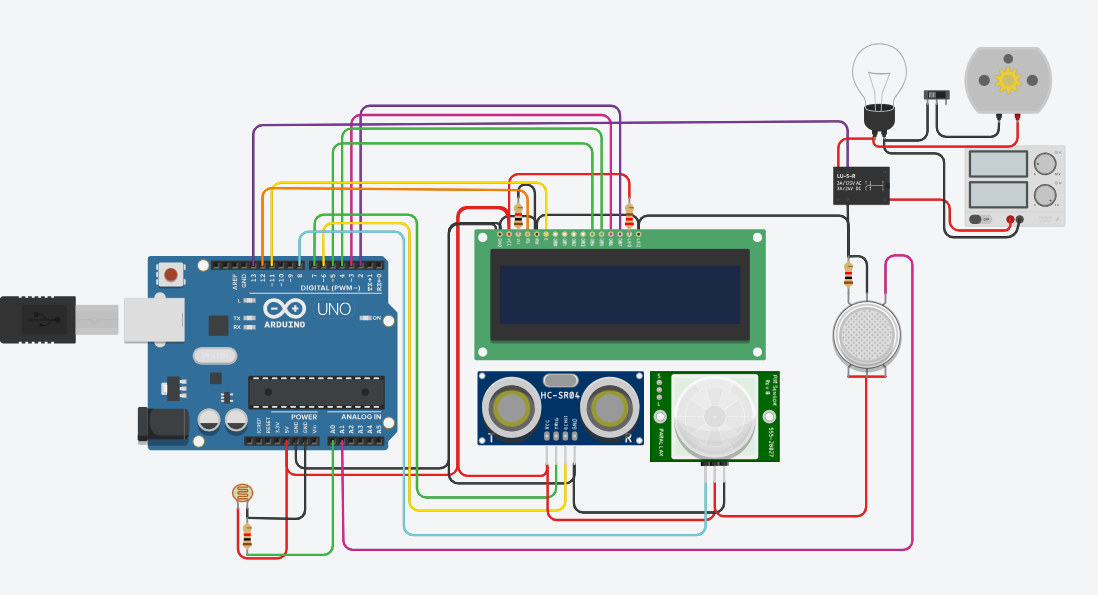 LU-5-R
AREF
GND
13
12
~11
~10
~9
8
7
~6
~5
4
~3
2
TX→1
RX←0
DIGITAL (PWM~)
L
TX
RX
ARDUINO
UNO
ON
IOREF
RESET
3.3V
5V
GND
GND
Vin
POWER
ANALOG IN
A0
A1
A2
A3
A4
A5
HC-SR04
VCC
TRIG
ECHO
GND
T
R
PIR Sensor
Rev B
PARALLAX
555-28027